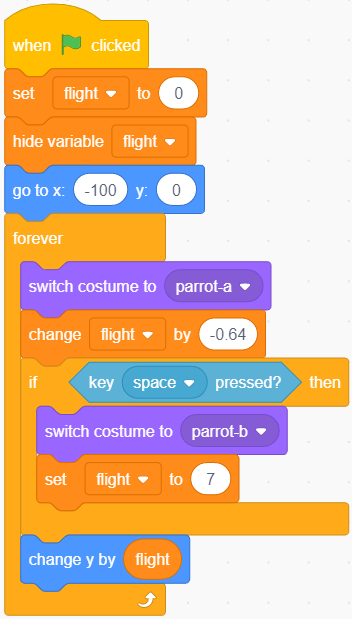 when clicked
set flight to 0
hide variable flight
go to x: -100 y: 0
forever
switch costume to parrot-a
change flight by -0.64
if key space pressed? then
switch costume to parrot-b
set flight to 7
change y by flight